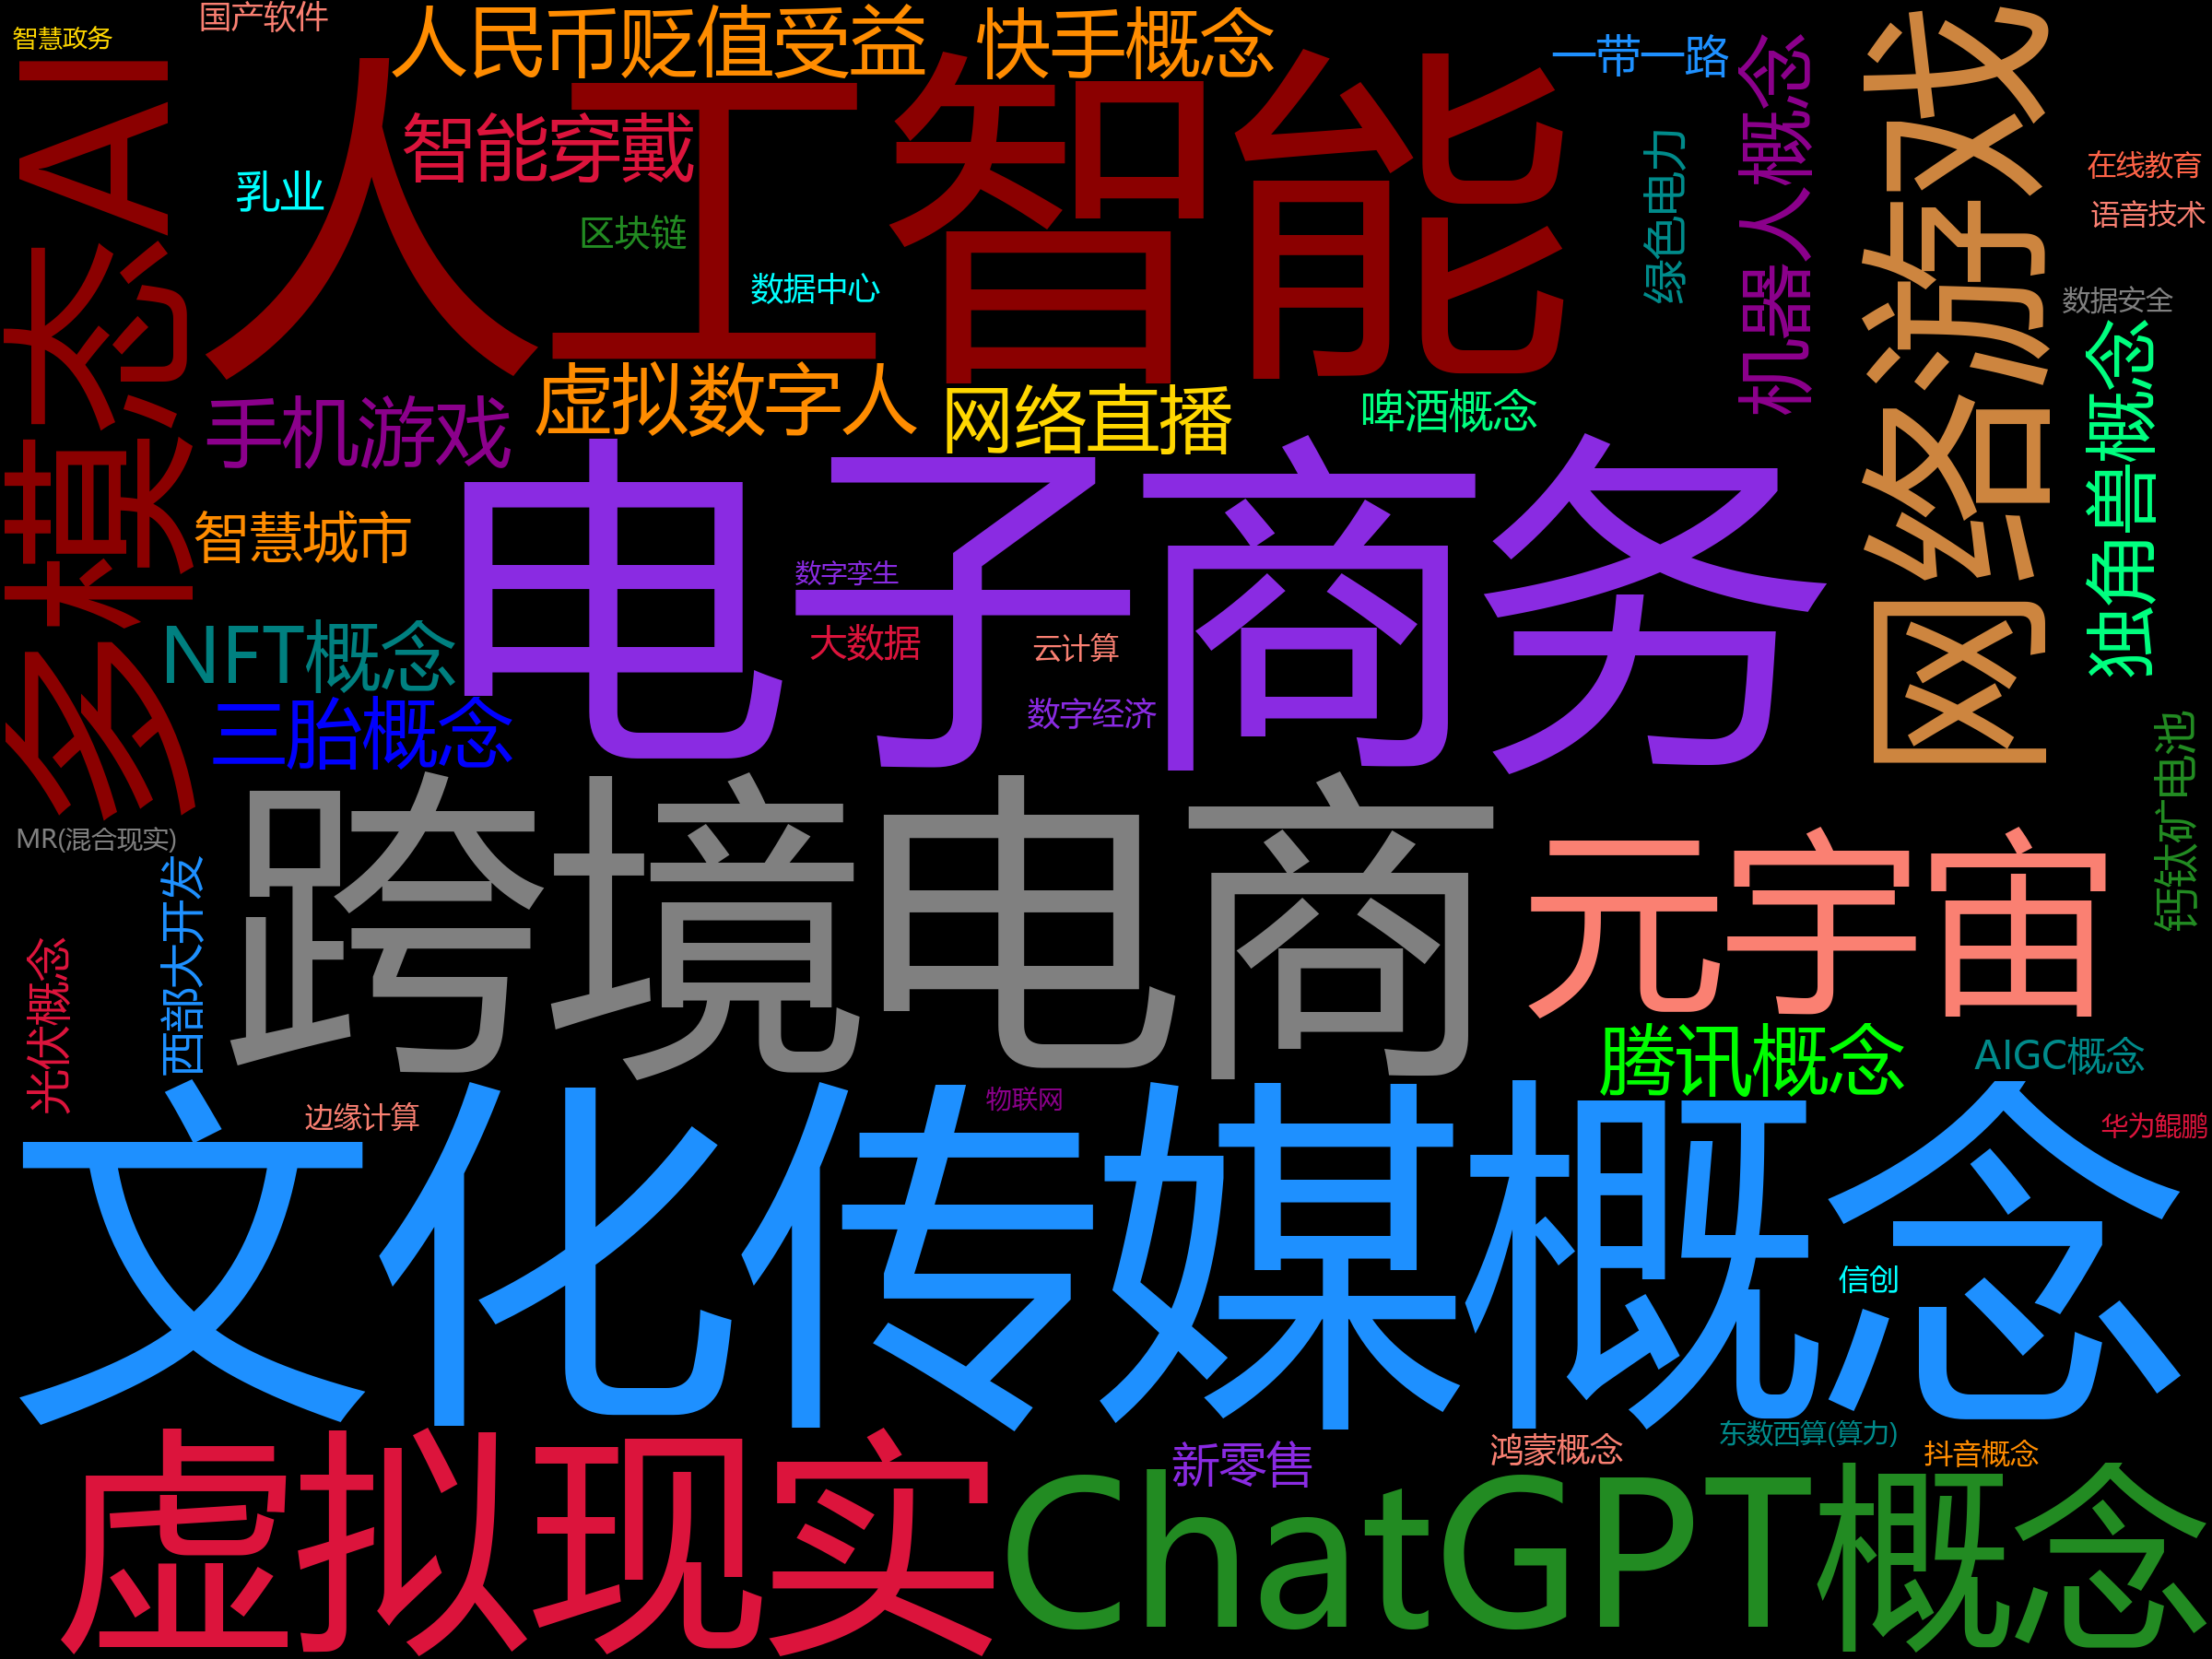 国产软件
智慧政务
人民币贬值受益
快手概念
一带一路
机器人概念
网络游戏
多模态AI
人工智能
智能穿戴
乳业
区块链
数据中心
绿色电力
在线教育
语音技术
数据安全
独角兽概念
手机游戏
虚拟数字人
网络直播
啤酒概念
电子商务
智慧城市
数字孪生
大数据
云计算
数字经济
NFT概念
三胎概念
钙钛矿电池
MR(混合现实)
跨境电商
元宇宙
西部大开发
光伏概念
腾讯概念
AIGC概念
边缘计算
物联网
华为鲲鹏
文化传媒概念
信创
虚拟现实
新零售
鸿蒙概念
东数西算(算力)
抖音概念
ChatGPT概念